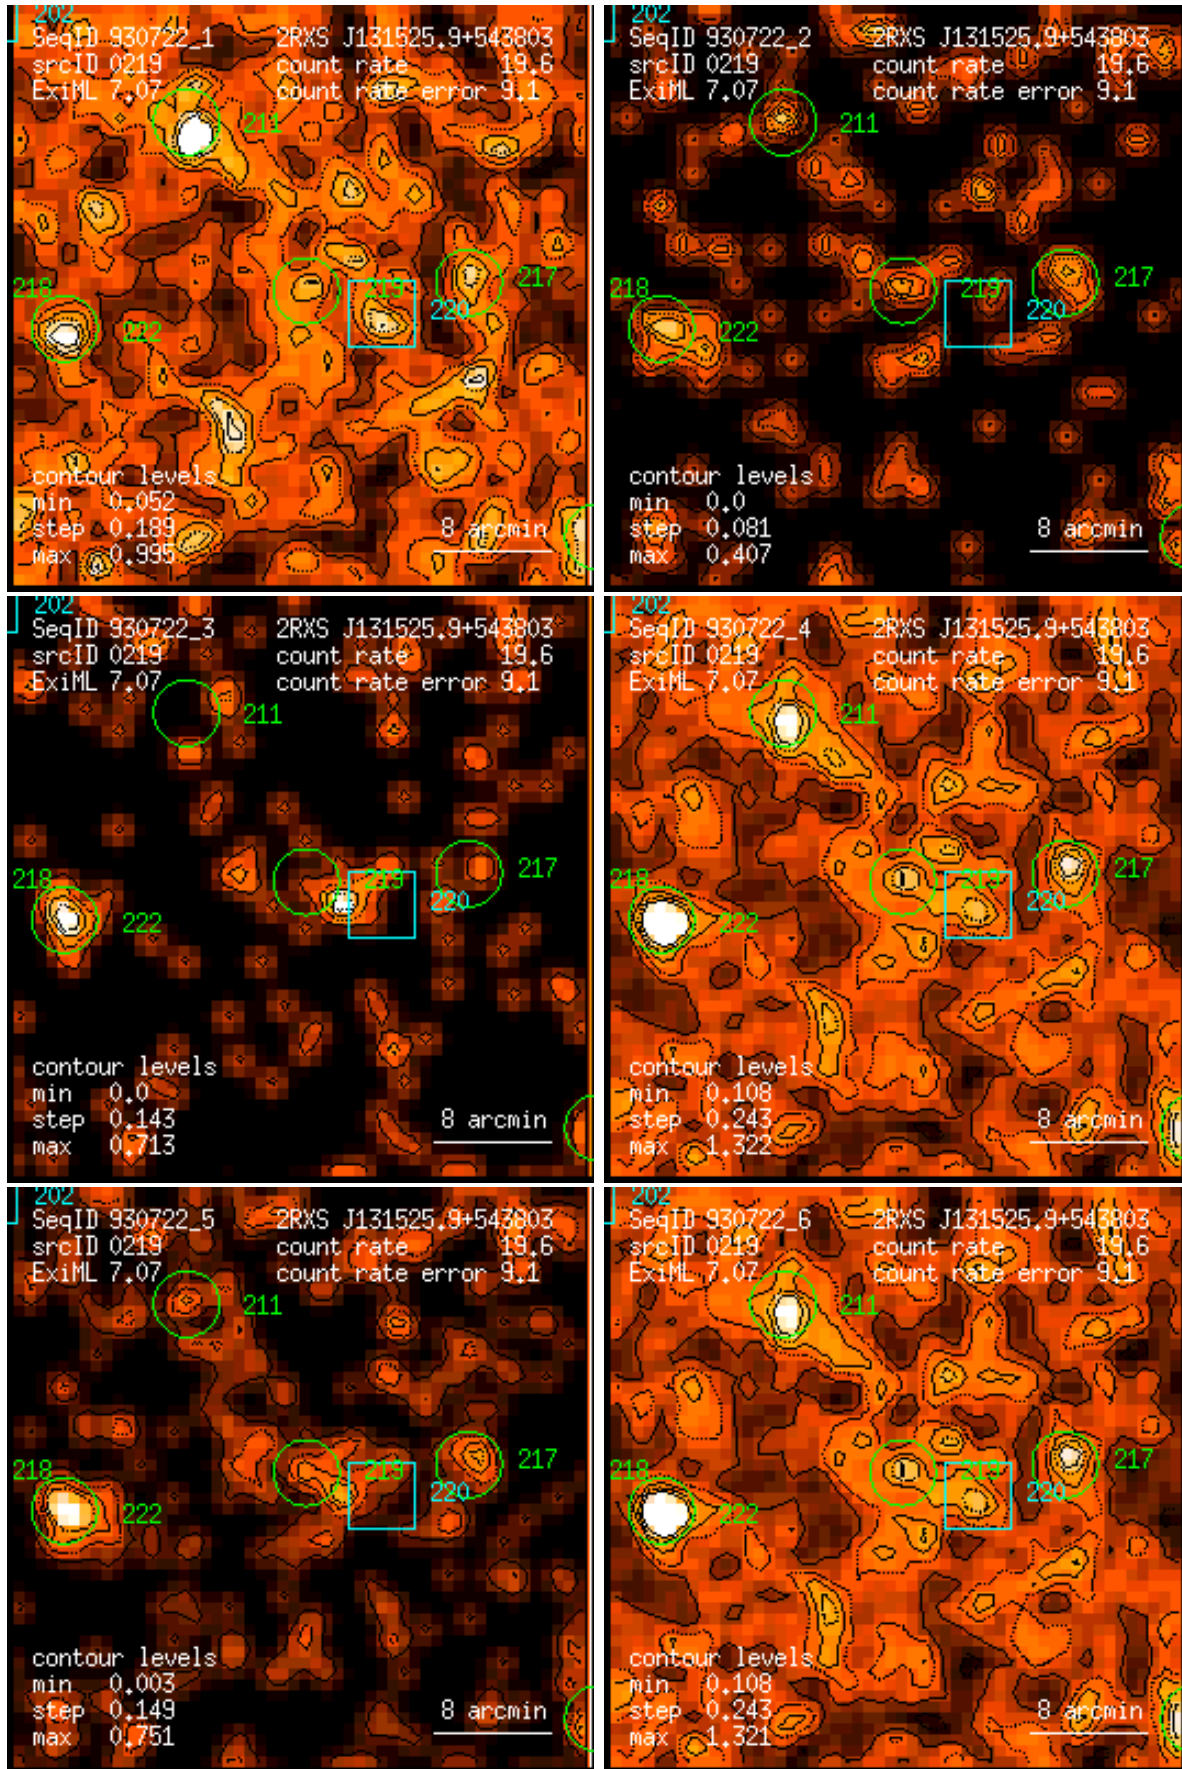 202
SeqID 930722_1 2RXS J131525.9+543803
srcID 0219 count rate 19.6
ExiML 7.07 count rate error 9.1
211
217
218
219
220
222
contour levels
min 0.052
step 0.189
max 0.995
8 arcmin
202
SeqID 930722_2 2RXS J131525.9+543803
srcID 0219 count rate 19.6
ExiML 7.07 count rate error 9.1
211
217
218
219
220
222
contour levels
min 0.0
step 0.081
max 0.407
8 arcmin
202
SeqID 930722_3 2RXS J131525.9+543803
srcID 0219 count rate 19.6
ExiML 7.07 count rate error 9.1
211
217
218
219
220
222
contour levels
min 0.0
step 0.143
max 0.713
8 arcmin
202
SeqID 930722_4 2RXS J131525.9+543803
srcID 0219 count rate 19.6
ExiML 7.07 count rate error 9.1
211
217
218
219
220
222
contour levels
min 0.108
step 0.243
max 1.322
8 arcmin
202
SeqID 930722_5 2RXS J131525.9+543803
srcID 0219 count rate 19.6
ExiML 7.07 count rate error 9.1
211
217
218
219
220
222
contour levels
min 0.003
step 0.149
max 0.751
8 arcmin
202
SeqID 930722_6 2RXS J131525.9+543803
srcID 0219 count rate 19.6
ExiML 7.07 count rate error 9.1
211
217
218
219
220
222
contour levels
min 0.108
step 0.243
max 1.321
8 arcmin